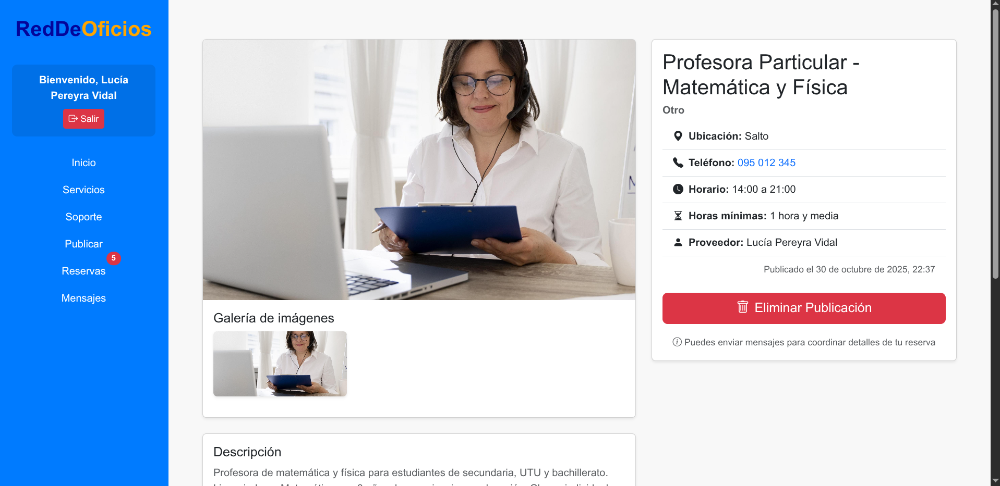 RedDeOficios
Bienvenido, Lucía
Pereyra Vidal
Salir
Inicio
Servicios
Soporte
Publicar
5
Reservas
Mensajes
Galería de imágenes
Descripción
Profesora de matemática y física para estudiantes de secundaria, UTU y bachillerato.
Profesora Particular -
Matemática y Física
Otro
Ubicación: Salto
Teléfono: 095 012 345
Horario: 14:00 a 21:00
Horas mínimas: 1 hora y media
Proveedor: Lucía Pereyra Vidal
Publicado el 30 de octubre de 2025, 22:37
Eliminar Publicación
Puedes enviar mensajes para coordinar detalles de tu reserva